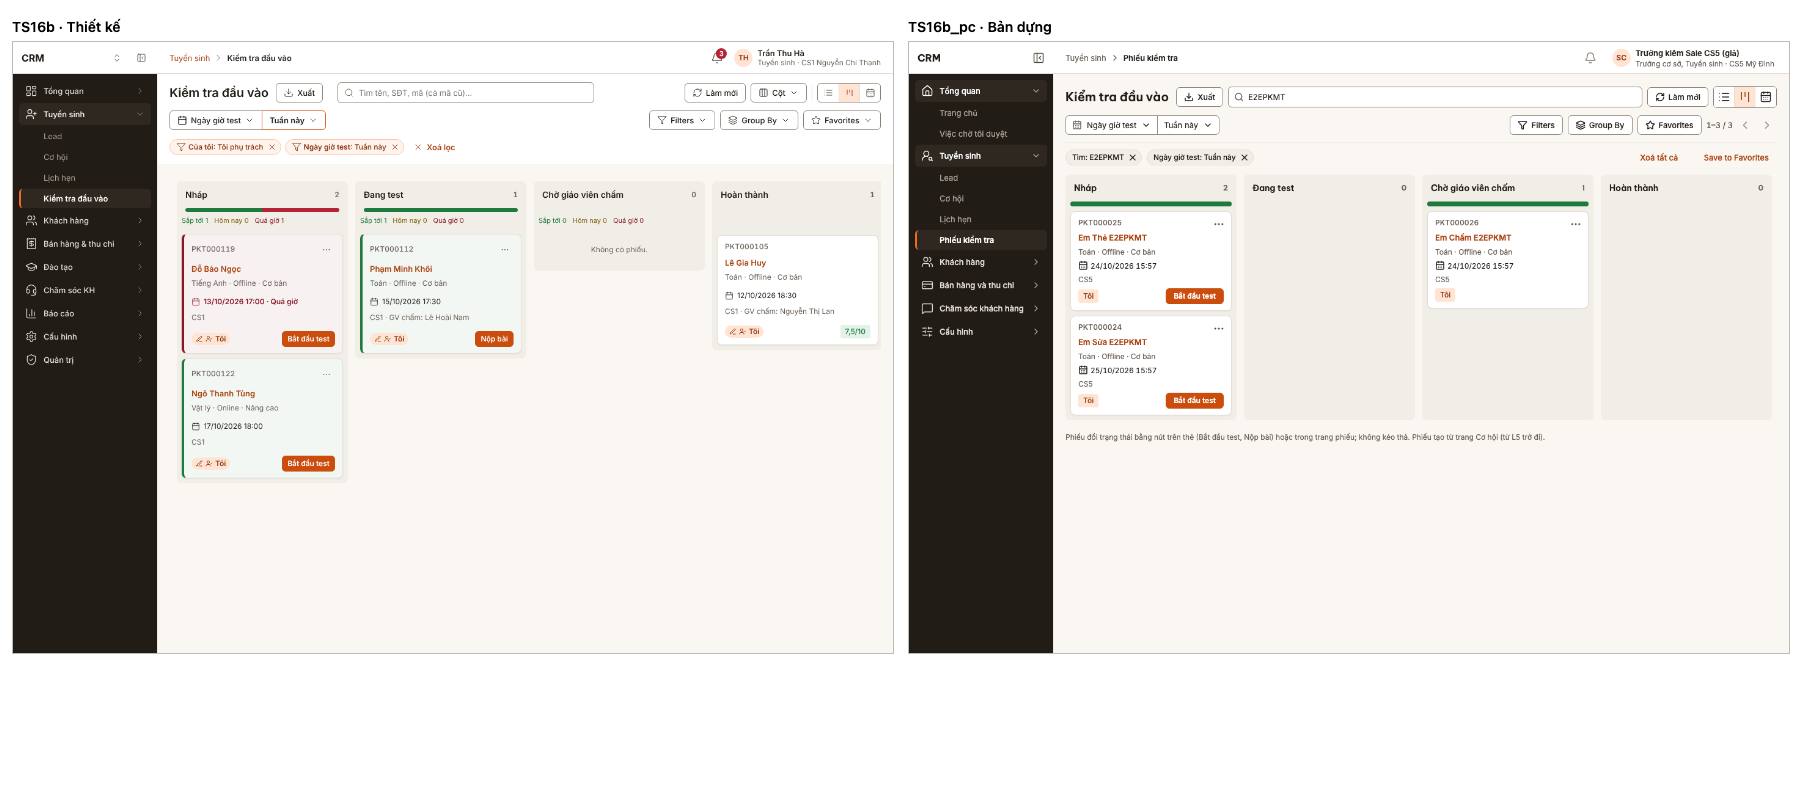 TS16b · Thiết kế
CRM
Tuyển sinh > Kiểm tra đầu vào
3
TH
Trần Thu Hà
Tuyển sinh · CS1 Nguyễn Chí Thanh
Tổng quan
Tuyển sinh
Lead
Cơ hội
Lịch hẹn
Kiểm tra đầu vào
Khách hàng
Bán hàng & thu chi
Đào tạo
Chăm sóc KH
Báo cáo
Cấu hình
Quản trị
Kiểm tra đầu vào
Xuất
Tìm tên, SĐT, mã (cả mã cũ)...
Làm mới
Cột
Ngày giờ test
Tuần này
Filters
Group By
Favorites
Của tôi: Tôi phụ trách
Ngày giờ test: Tuần này
Xoá lọc
Nháp 2
Sắp tới 1 Hôm nay 0 Quá giờ 1
PKT000119
Đỗ Bảo Ngọc
Tiếng Anh · Offline · Cơ bản
13/10/2026 17:00 · Quá giờ
CS1
Tôi
Bắt đầu test
PKT000122
Ngô Thanh Tùng
Vật lý · Online · Nâng cao
17/10/2026 18:00
CS1
Tôi
Bắt đầu test
Đang test 1
Sắp tới 1 Hôm nay 0 Quá giờ 0
PKT000112
Phạm Minh Khôi
Toán · Offline · Cơ bản
15/10/2026 17:30
CS1 · GV chấm: Lê Hoài Nam
Tôi
Nộp bài
Chờ giáo viên chấm 0
Sắp tới 0 Hôm nay 0 Quá giờ 0
Không có phiếu.
Hoàn thành 1
PKT000105
Lê Gia Huy
Toán · Offline · Cơ bản
12/10/2026 18:30
CS1 · GV chấm: Nguyễn Thị Lan
Tôi
7,5/10
TS16b_pc · Bản dựng
CRM
Tuyển sinh > Phiếu kiểm tra
SC
Trưởng kiêm Sale CS5 (giả)
Trưởng cơ sở, Tuyển sinh · CS5 Mỹ Đình
Tổng quan
Trang chủ
Việc chờ tôi duyệt
Tuyển sinh
Lead
Cơ hội
Lịch hẹn
Phiếu kiểm tra
Khách hàng
Bán hàng và thu chi
Chăm sóc khách hàng
Cấu hình
Kiểm tra đầu vào
Xuất
E2EPKMT
Làm mới
Ngày giờ test
Tuần này
Filters
Group By
Favorites
1–3 / 3
Tìm: E2EPKMT
Ngày giờ test: Tuần này
Xoá tất cả
Save to Favorites
Nháp 2
PKT000025
Em Thẻ E2EPKMT
Toán · Offline · Cơ bản
24/10/2026 15:57
CS5
Tôi
Bắt đầu test
PKT000024
Em Sửa E2EPKMT
Toán · Offline · Cơ bản
25/10/2026 15:57
CS5
Tôi
Bắt đầu test
Đang test 0
Chờ giáo viên chấm 1
PKT000026
Em Chấm E2EPKMT
Toán · Offline · Cơ bản
24/10/2026 15:57
CS5
Tôi
Hoàn thành 0
Phiếu đổi trạng thái bằng nút trên thẻ (Bắt đầu test, Nộp bài) hoặc trong trang phiếu; không kéo thả. Phiếu tạo từ trang Cơ hội (từ L5 trở đi).